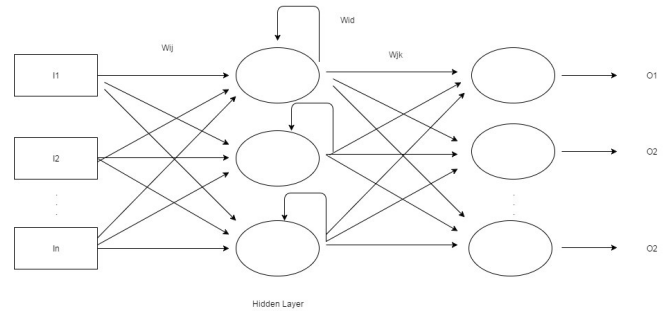 Wid
Wij
Wjk
I1
O1
I2
O2
In
O2
Hidden Layer